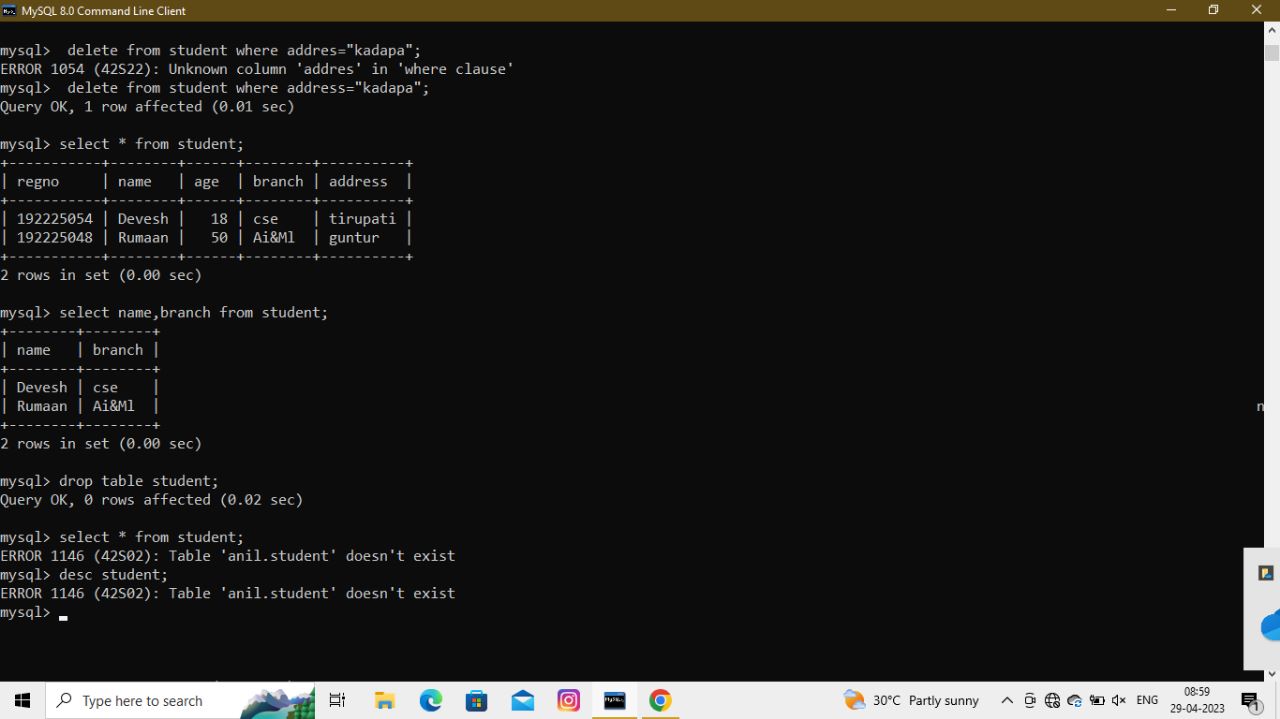 MySQL 8.0 Command Line Client
mysql>  delete from student where addres="kadapa";
ERROR 1054 (42S22): Unknown column 'addres' in 'where clause'
mysql>  delete from student where address="kadapa";
Query OK, 1 row affected (0.01 sec)
mysql> select * from student;
+-----------+--------+------+--------+----------+
| regno     | name   | age  | branch | address  |
+-----------+--------+------+--------+----------+
| 192225054 | Devesh |   18 | cse    | tirupati |
| 192225048 | Rumaan |   50 | Ai&Ml  | guntur   |
+-----------+--------+------+--------+----------+
2 rows in set (0.00 sec)
mysql> select name,branch from student;
+--------+--------+
| name   | branch |
+--------+--------+
| Devesh | cse    |
| Rumaan | Ai&Ml  |
+--------+--------+
2 rows in set (0.00 sec)
mysql> drop table student;
Query OK, 0 rows affected (0.02 sec)
mysql> select * from student;
ERROR 1146 (42S02): Table 'anil.student' doesn't exist
mysql> desc student;
ERROR 1146 (42S02): Table 'anil.student' doesn't exist
mysql>
n
Type here to search
30°C Partly sunny
ENG
08:59
29-04-2023
1